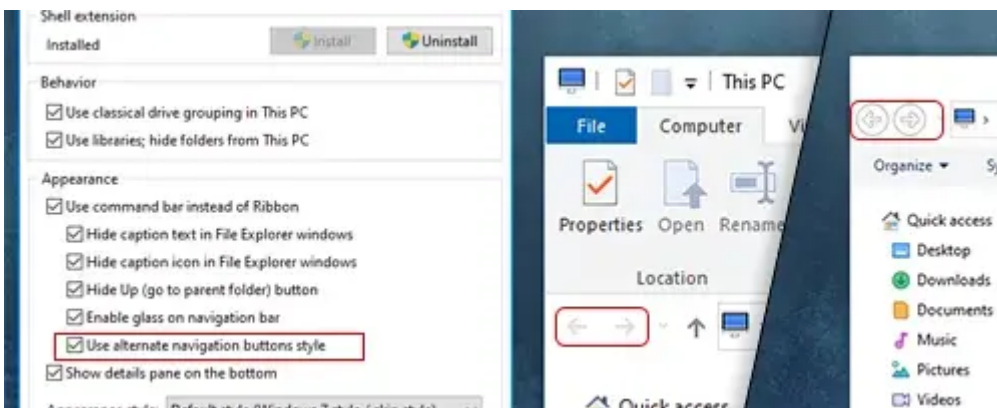 Shell extension
Installed
Install
Uninstall
Behavior
Use classical drive grouping in This PC
Use libraries; hide folders from This PC
Appearance
Use command bar instead of Ribbon
Hide caption text in File Explorer windows
Hide caption icon in File Explorer windows
Hide Up (go to parent folder) button
Enable glass on navigation bar
Use alternate navigation buttons style
Show details pane on the bottom
This PC
File Computer Vi
Properties Open Rename
Location
Quick access
Organize
Quick access
Desktop
Downloads
Documents
Music
Pictures
Videos